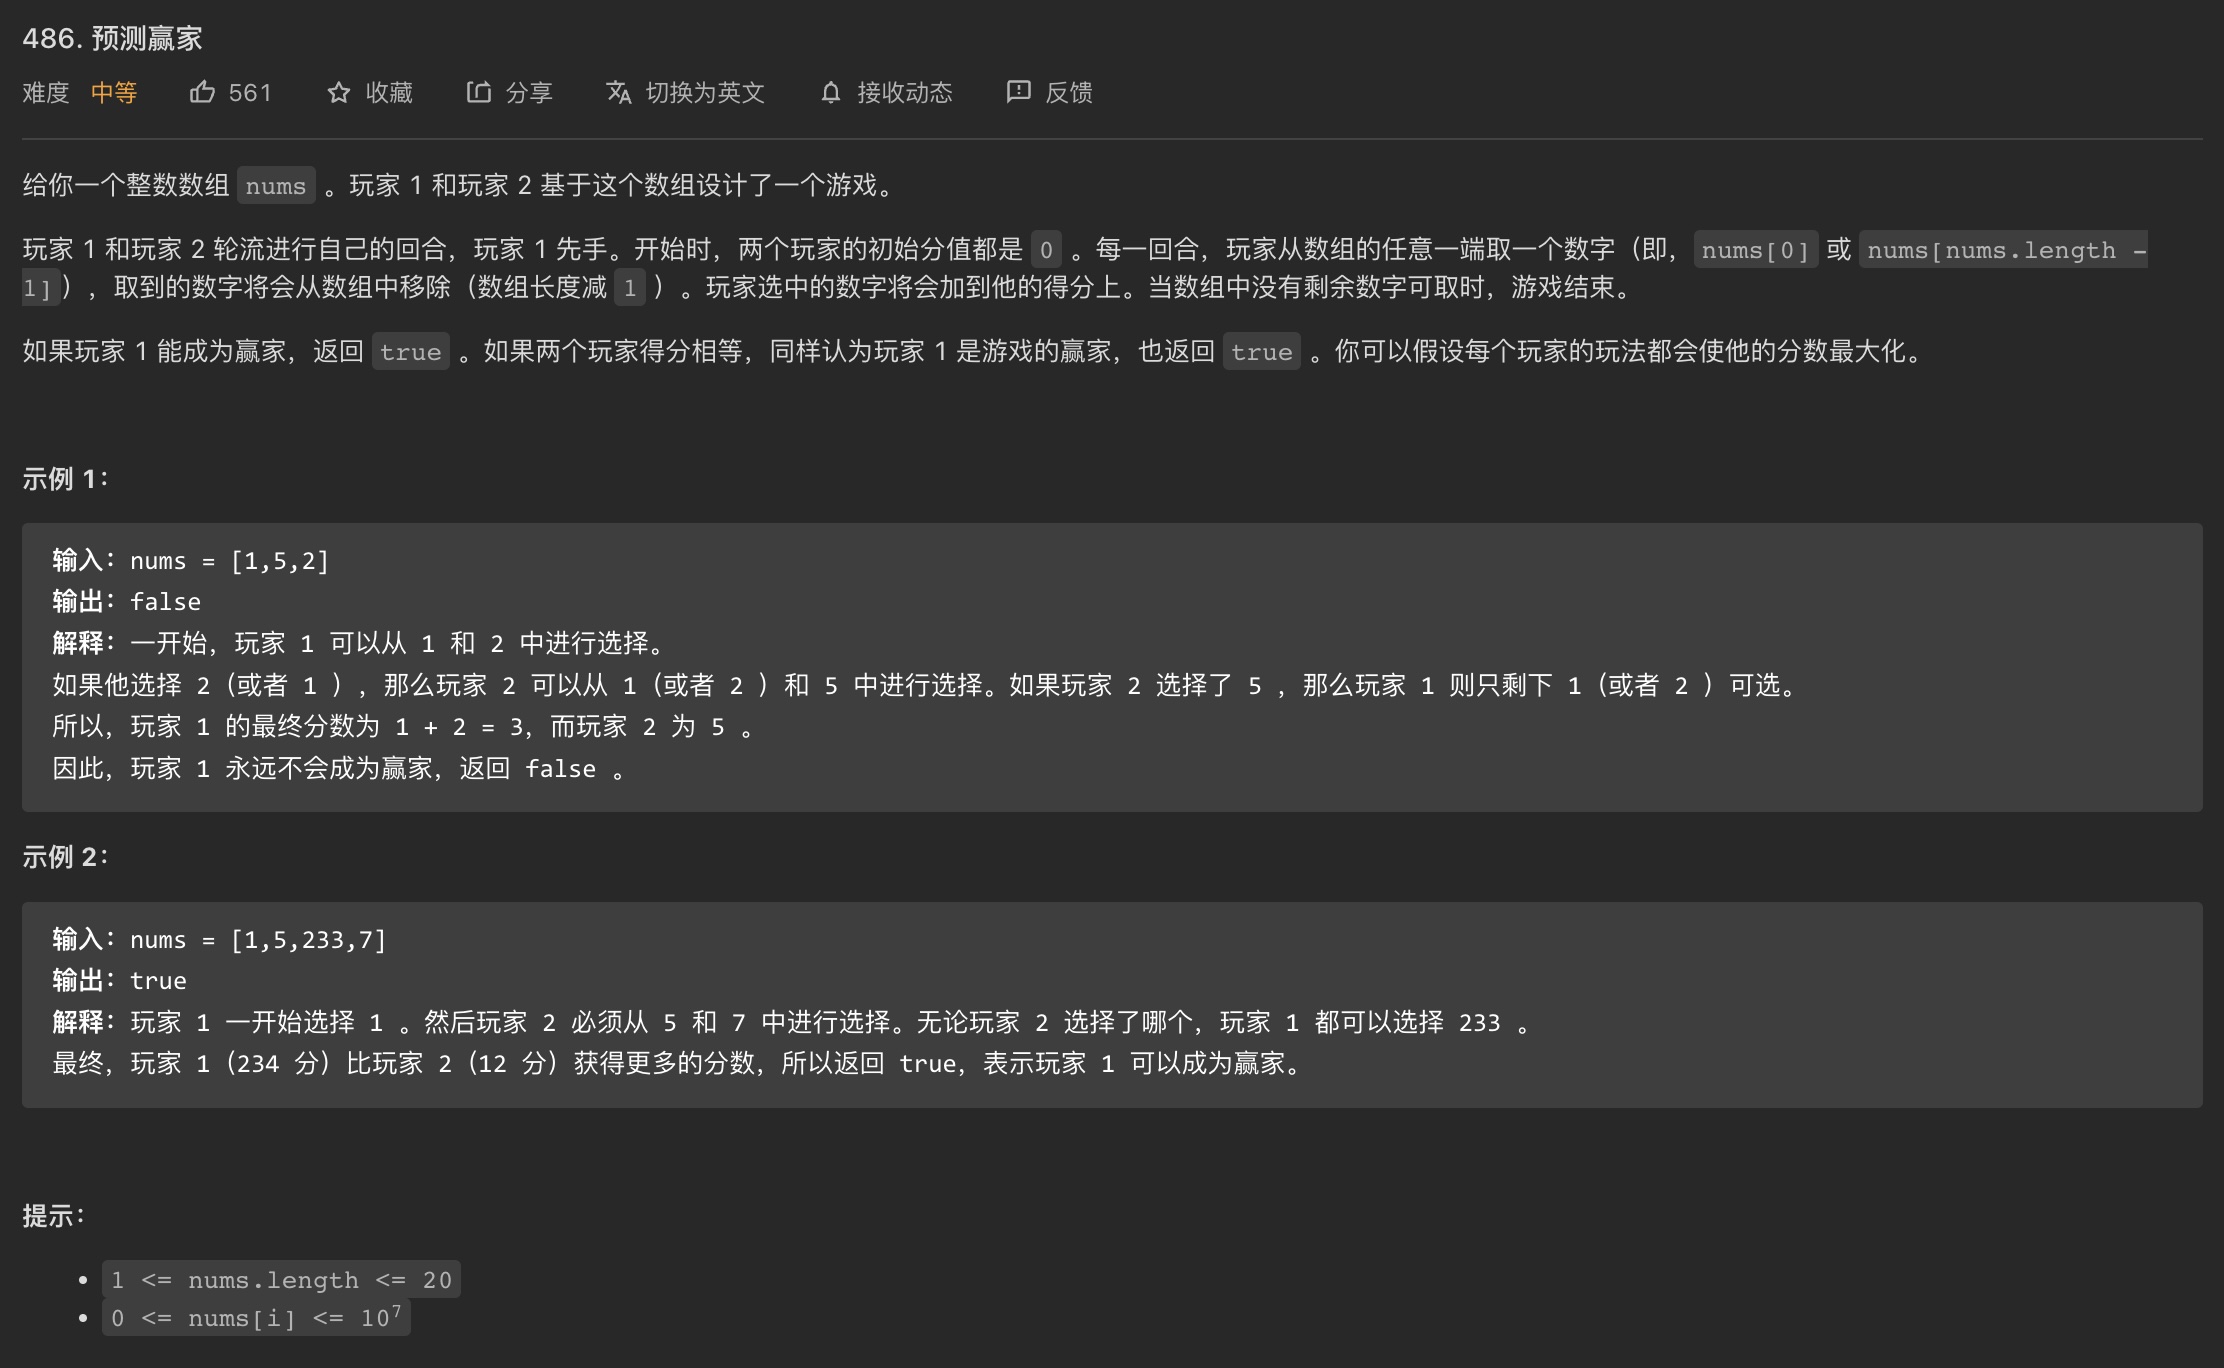 486. 预测赢家
难度 中等 561 收藏 分享 切换为英文 接收动态 反馈
给你一个整数数组 nums 。玩家 1 和玩家 2 基于这个数组设计了一个游戏。
玩家 1 和玩家 2 轮流进行自己的回合，玩家 1 先手。开始时，两个玩家的初始分值都是 0 。每一回合，玩家从数组的任意一端取一个数字（即，nums[0] 或 nums[nums.length -
1]），取到的数字将会从数组中移除（数组长度减 1 ）。玩家选中的数字将会加到他的得分上。当数组中没有剩余数字可取时，游戏结束。
如果玩家 1 能成为赢家，返回 true 。如果两个玩家得分相等，同样认为玩家 1 是游戏的赢家，也返回 true 。你可以假设每个玩家的玩法都会使他的分数最大化。
示例 1：
输入：nums = [1,5,2]
输出：false
解释：一开始，玩家 1 可以从 1 和 2 中进行选择。
如果他选择 2（或者 1 ），那么玩家 2 可以从 1（或者 2 ）和 5 中进行选择。如果玩家 2 选择了 5 ，那么玩家 1 则只剩下 1（或者 2 ）可选。
所以，玩家 1 的最终分数为 1 + 2 = 3，而玩家 2 为 5 。
因此，玩家 1 永远不会成为赢家，返回 false 。
示例 2：
输入：nums = [1,5,233,7]
输出：true
解释：玩家 1 一开始选择 1 。然后玩家 2 必须从 5 和 7 中进行选择。无论玩家 2 选择了哪个，玩家 1 都可以选择 233 。
最终，玩家 1（234 分）比玩家 2（12 分）获得更多的分数，所以返回 true，表示玩家 1 可以成为赢家。
提示：
• 1 <= nums.length <= 20
• 0 <= nums[i] <= 10⁷